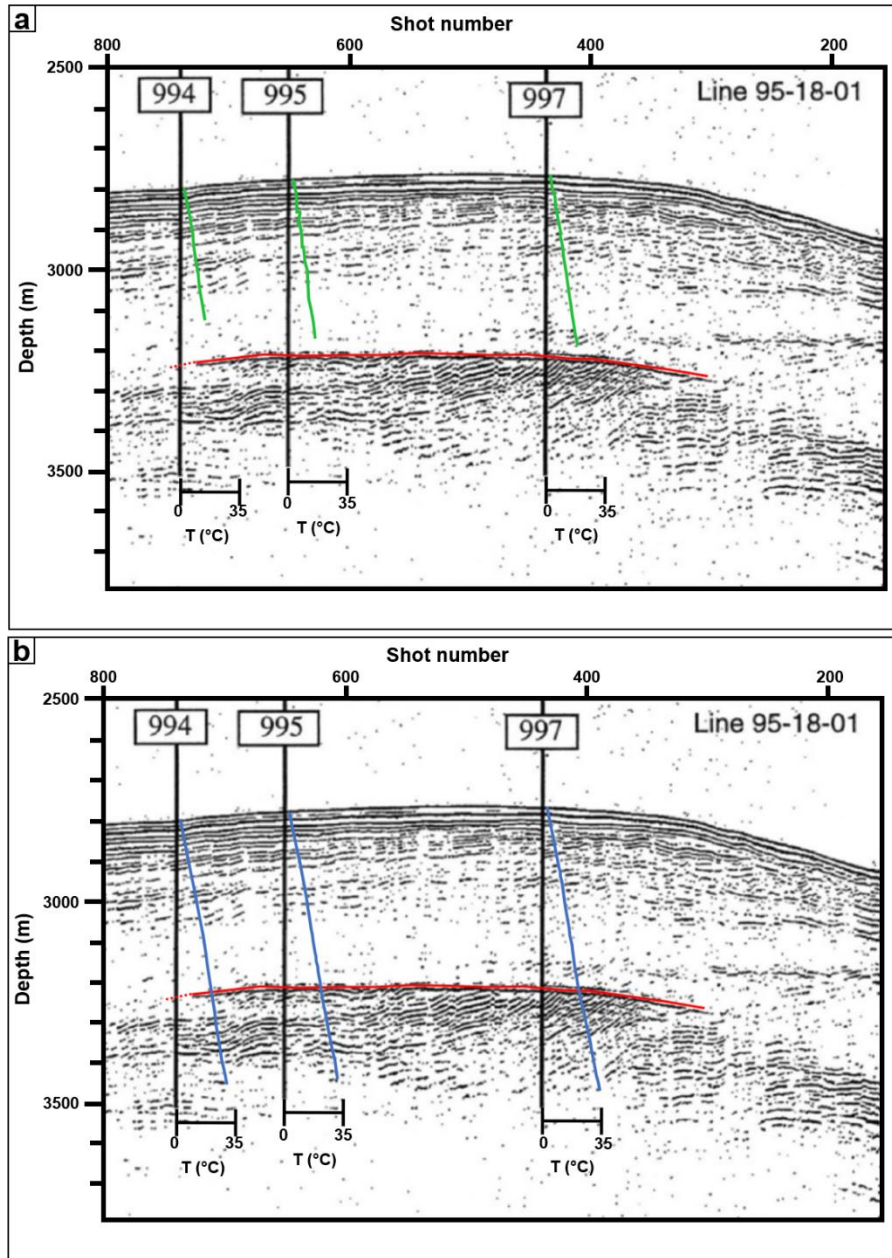 a
Shot number
800 600 400 200
2500
994 995 997 Line 95-18-01
3000
Depth (m)
3500
0 35 0 35 0 35
T (°C) T (°C) T (°C)
b
Shot number
800 600 400 200
2500
994 995 997 Line 95-18-01
3000
Depth (m)
3500
0 35 0 35 0 35
T (°C) T (°C) T (°C)